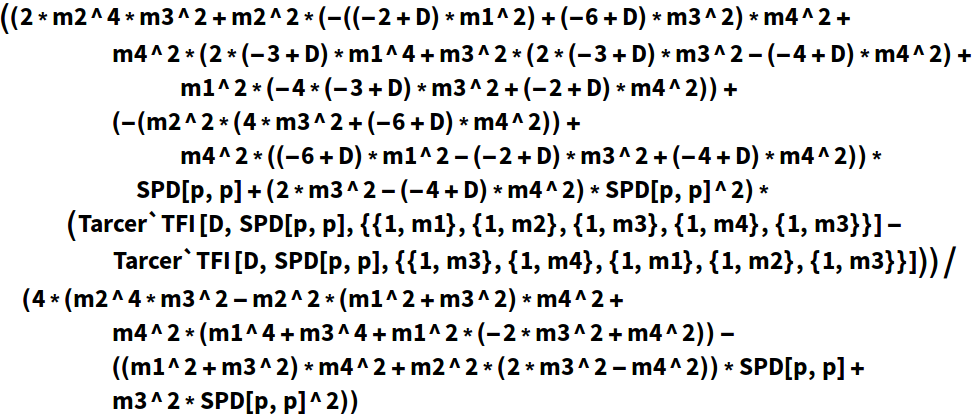 ((2*m2^4*m3^2+m2^2*(-((-2+D)*m1^2)+(-6+D)*m3^2)*m4^2+
m4^2*(2*(-3+D)*m1^4+m3^2*(2*(-3+D)*m3^2-(-4+D)*m4^2)+
m1^2*(-4*(-3+D)*m3^2+(-2+D)*m4^2))+
(-(m2^2*(4*m3^2+(-6+D)*m4^2))+
m4^2*((-6+D)*m1^2-(-2+D)*m3^2+(-4+D)*m4^2))*
SPD[p, p]+(2*m3^2-(-4+D)*m4^2)*SPD[p, p]^2)*
(Tarcer`TFI[D, SPD[p, p], {{1, m1}, {1, m2}, {1, m3}, {1, m4}, {1, m3}}]-
Tarcer`TFI[D, SPD[p, p], {{1, m3}, {1, m4}, {1, m1}, {1, m2}, {1, m3}}]))/
(4*(m2^4*m3^2-m2^2*(m1^2+m3^2)*m4^2+
m4^2*(m1^4+m3^4+m1^2*(-2*m3^2+m4^2))-
((m1^2+m3^2)*m4^2+m2^2*(2*m3^2-m4^2))*SPD[p, p]+
m3^2*SPD[p, p]^2))